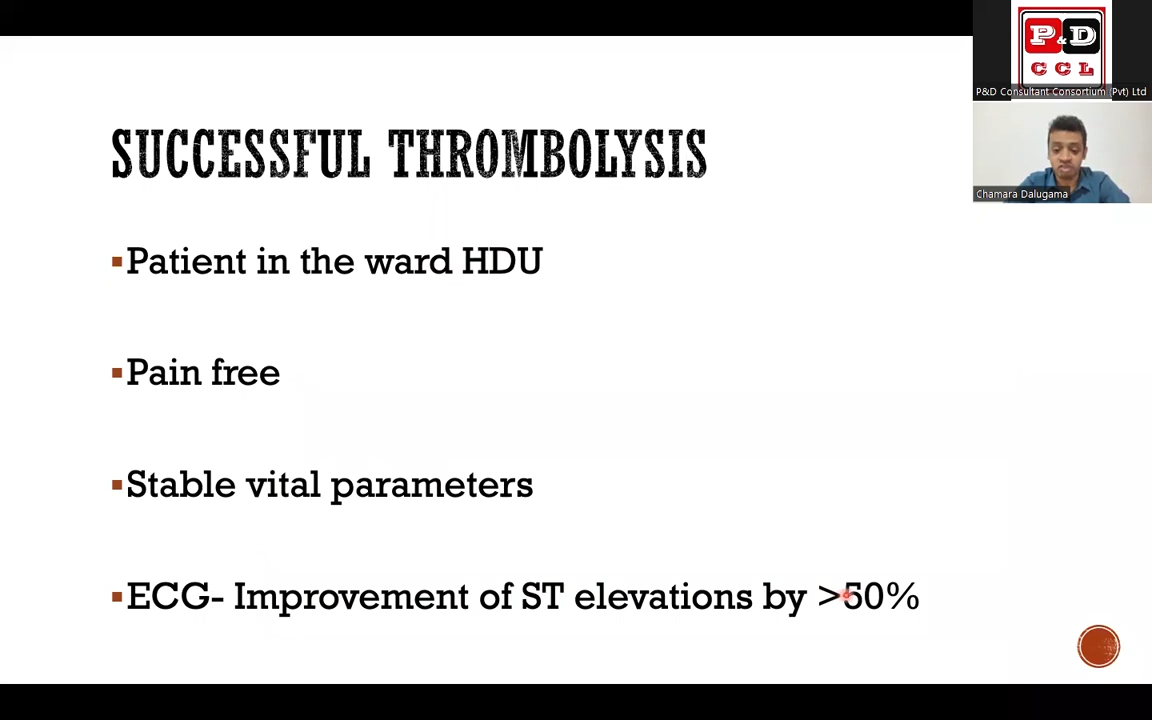 P&D
CCL
P&D Consultant Consortium (Pvt) Ltd
Chamara Dalugama
SUCCESSFUL THROMBOLYSIS
▪Patient in the ward HDU
▪Pain free
▪Stable vital parameters
▪ECG- Improvement of ST elevations by >50%